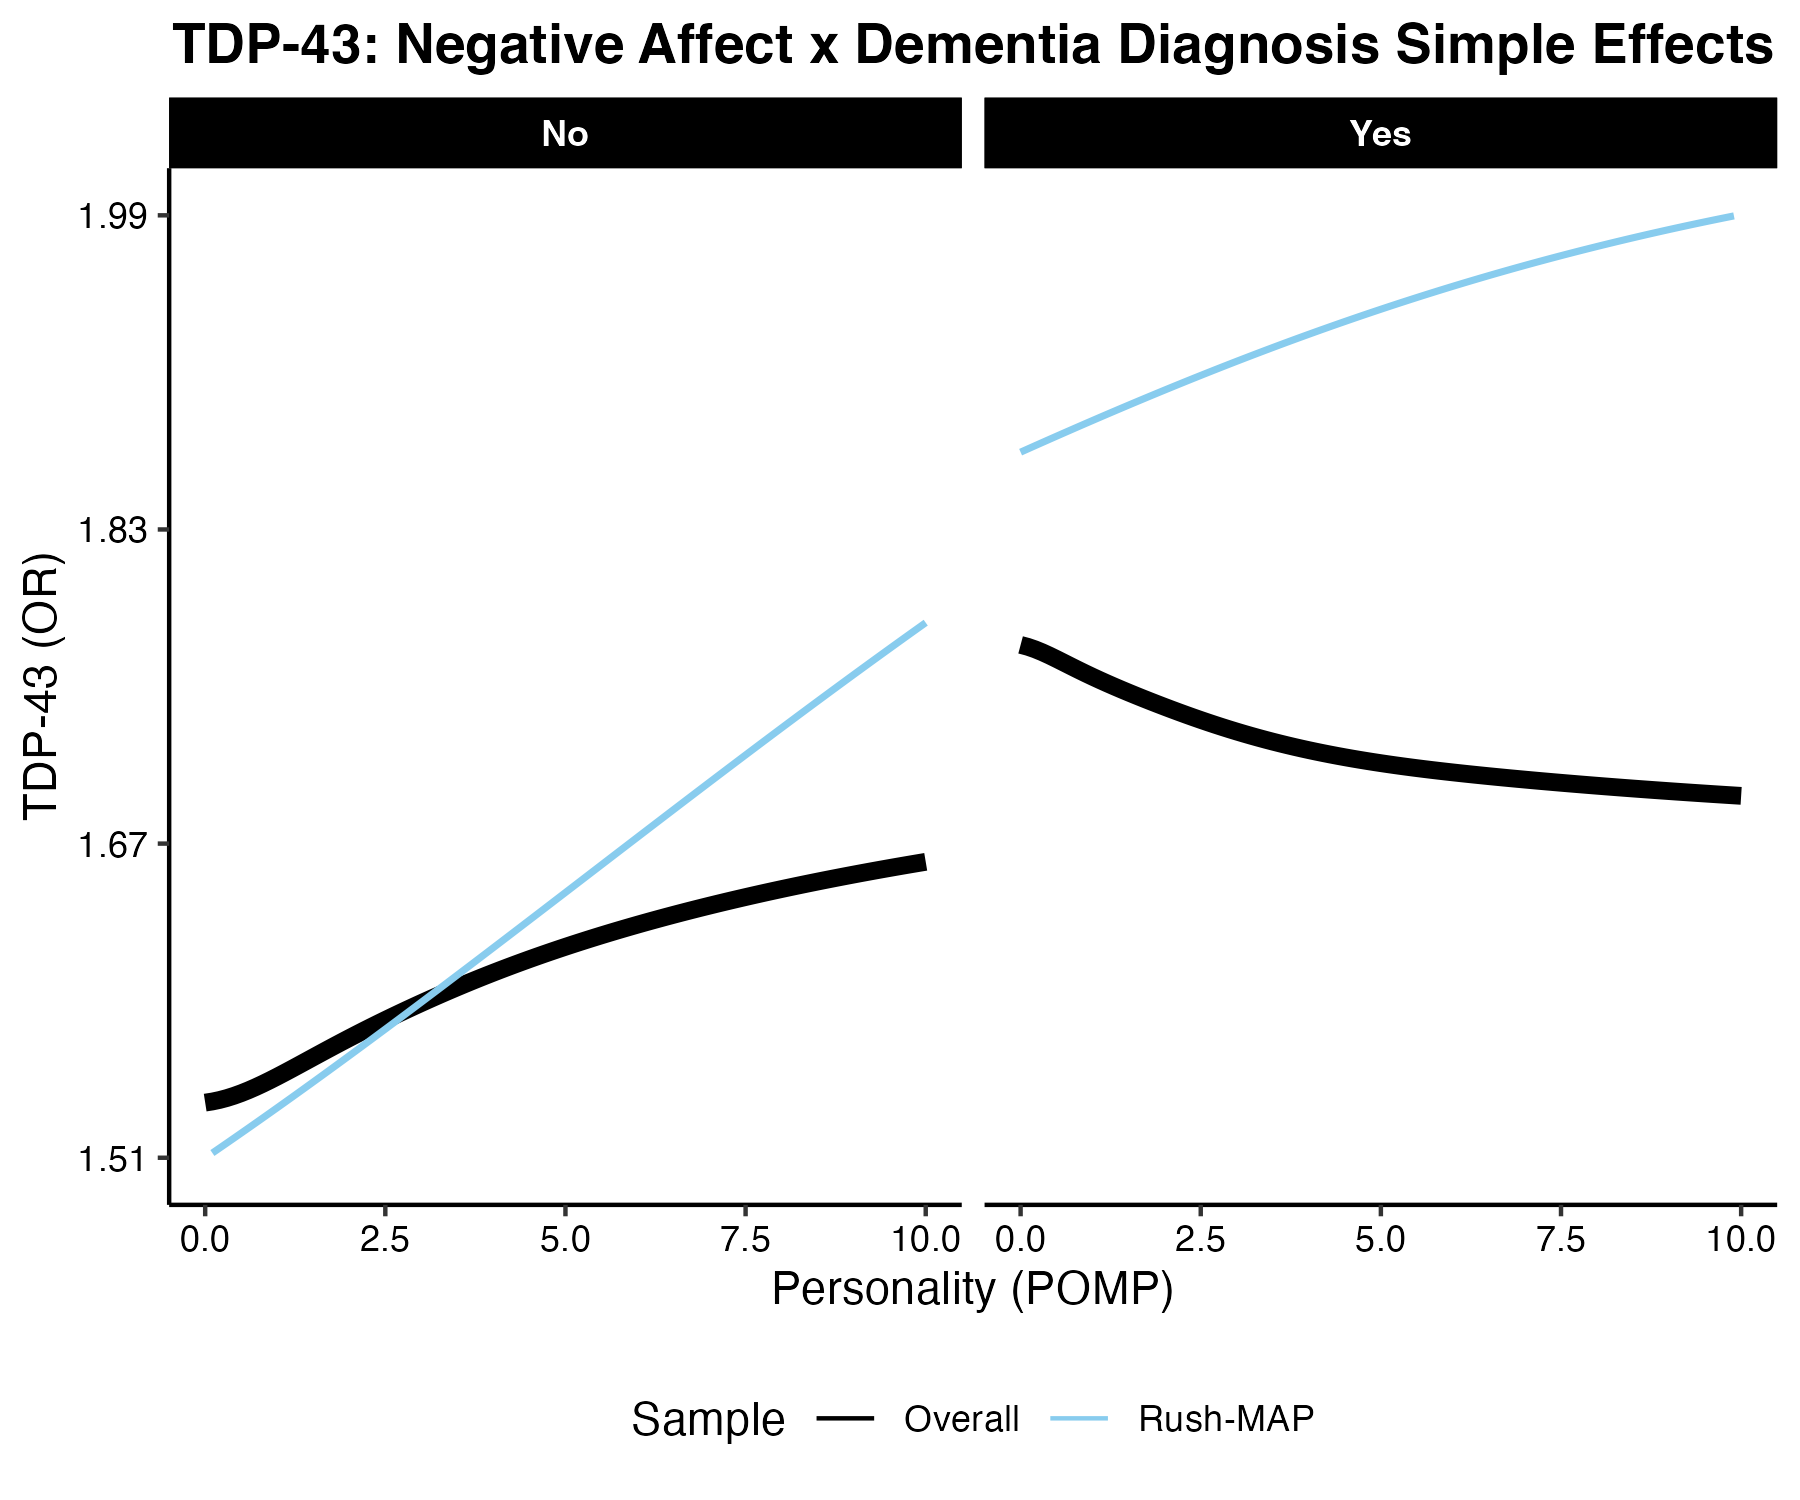 TDP-43: Negative Affect x Dementia Diagnosis Simple Effects
No Yes
1.99
1.83
1.67
1.51
TDP-43 (OR)
0.0 2.5 5.0 7.5 10.0 0.0 2.5 5.0 7.5 10.0
Personality (POMP)
Sample Overall Rush-MAP